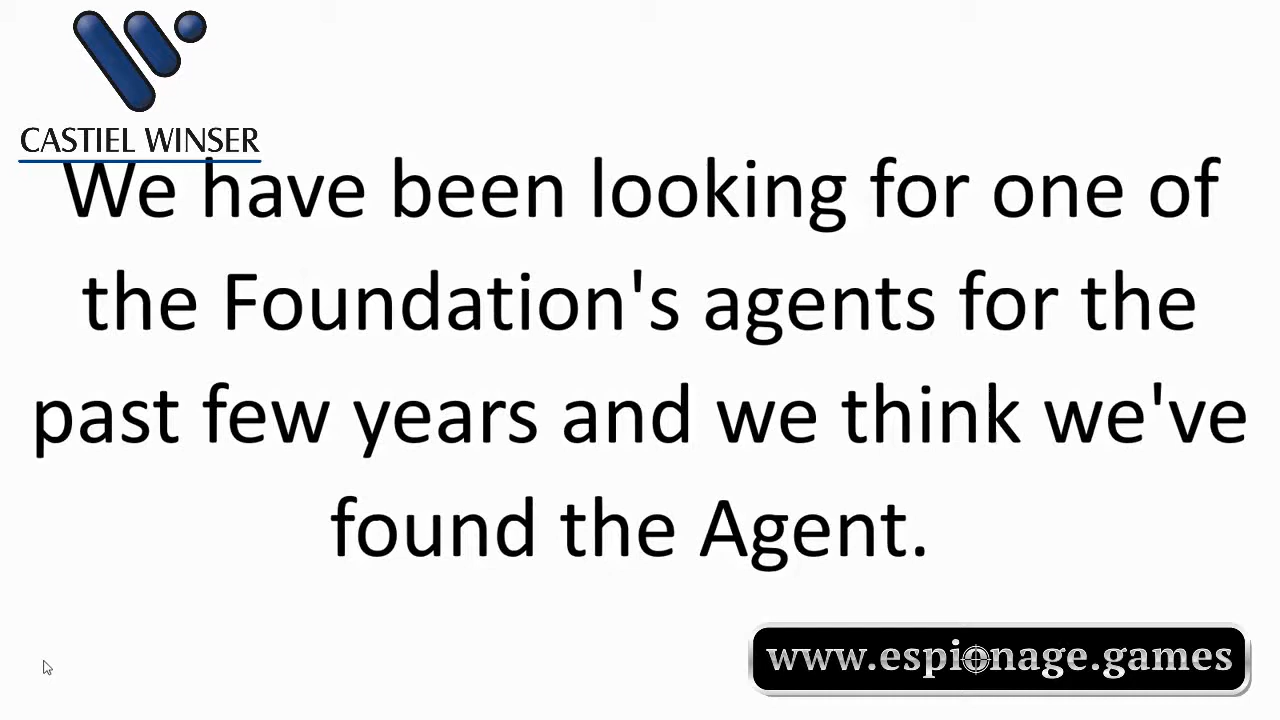 CASTIEL WINSER
We have been looking for one of
the Foundation's agents for the
past few years and we think we've
found the Agent.
www.espionage.games